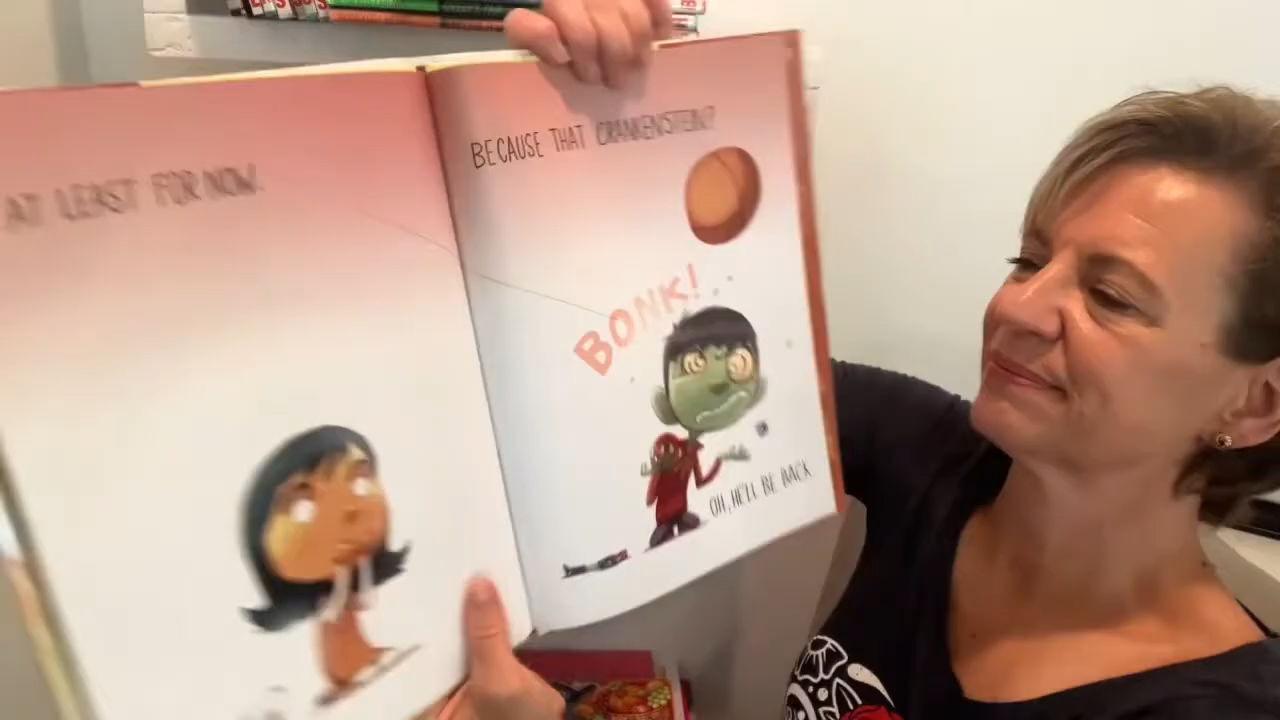 AT LEAST FOR NOW.
BECAUSE THAT CRANKENSTEIN?
BONK!
OH, HE'LL BE BACK